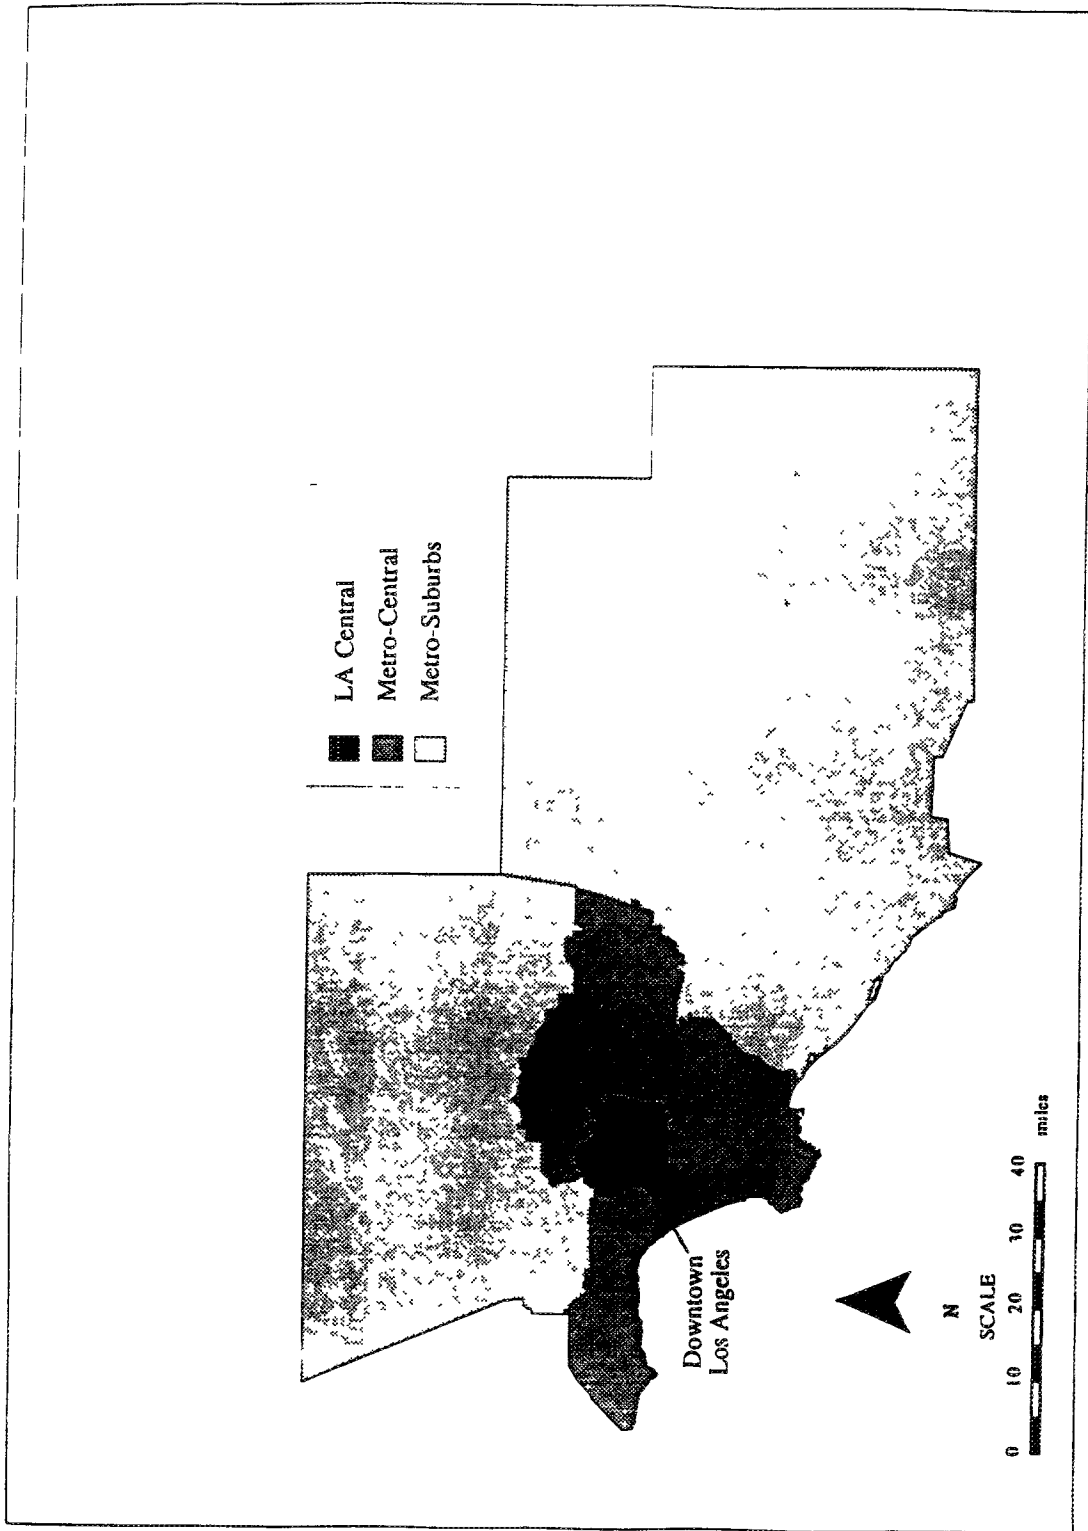 LA Central
Metro-Central
Metro-Suburbs
Downtown
Los Angeles
N
SCALE
0 10 20 30 40 miles